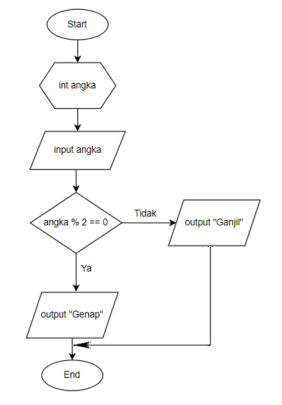 Start
int angka
input angka
angka % 2 == 0
Tidak
output "Ganjil"
Ya
output "Genap"
End